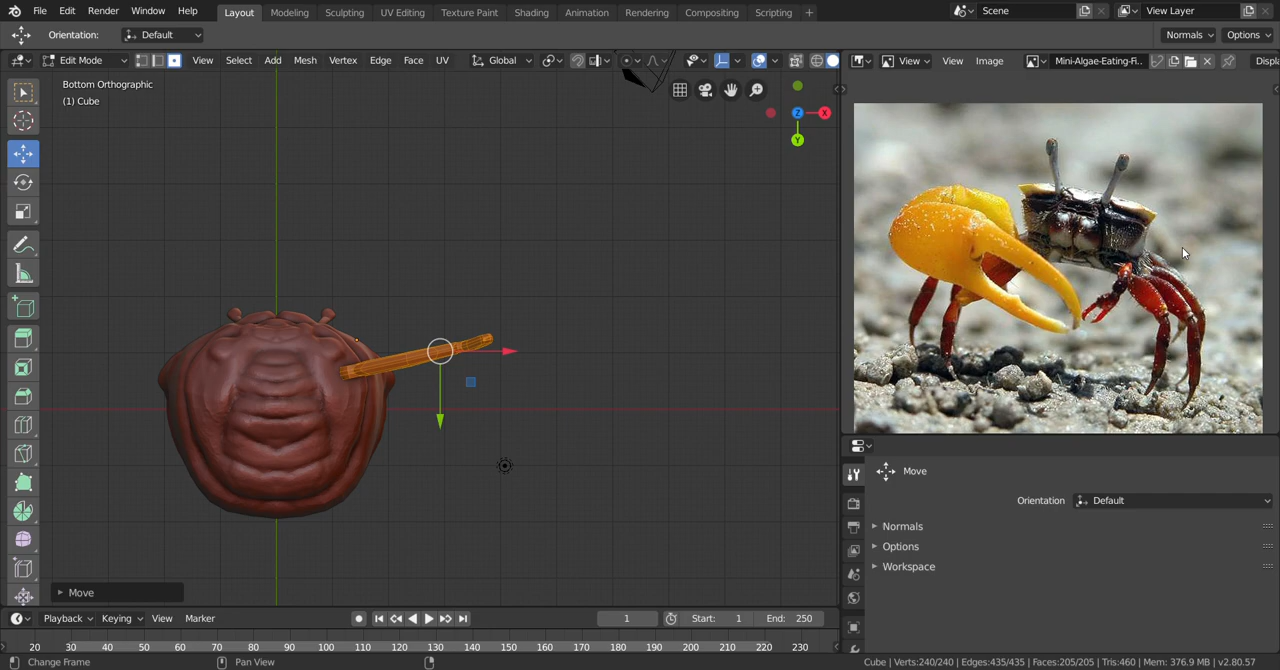 File Edit Render Window Help Layout Modeling Sculpting UV Editing Texture Paint Shading Animation Rendering Compositing Scripting + Scene View Layer
Orientation: Default Normals Options
Edit Mode View Select Add Mesh Vertex Edge Face UV Global View View Image Mini-Algae-Eating-Fi.. Displa
Bottom Orthographic
(1) Cube
Z X
Y
Move
Orientation Default
Normals
Options
Workspace
Move
Playback Keying View Marker 1 Start: 1 End: 250
20 30 40 50 60 70 80 90 100 110 120 130 140 150 160 170 180 190 200 210 220 230
Change Frame Pan View Cube | Verts:240/240 | Edges:435/435 | Faces:205/205 | Tris:460 | Mem: 376.9 MB | v2.80.57